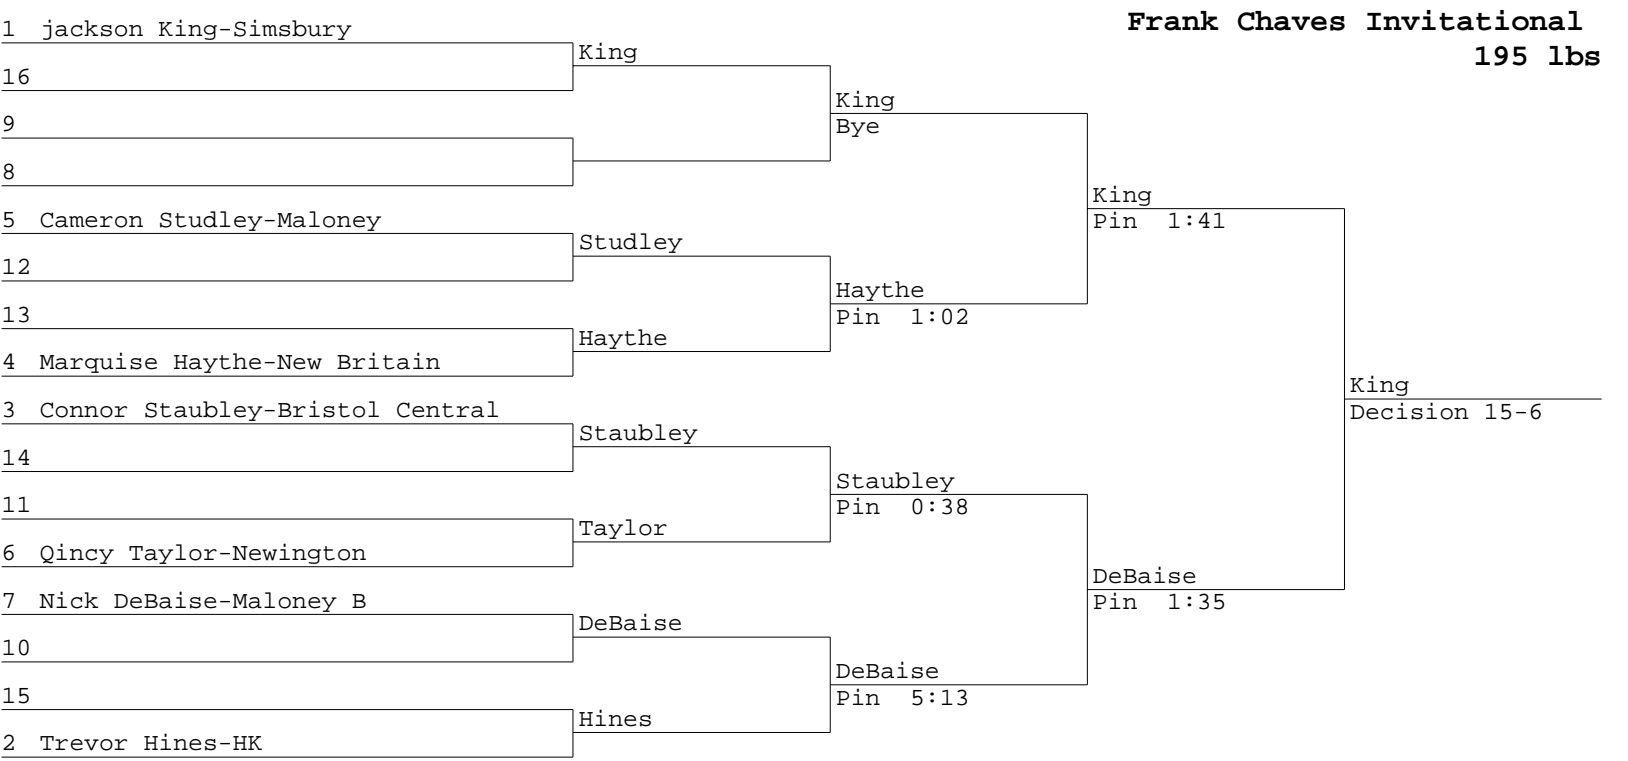 Frank Chaves Invitational
195 lbs
1 jackson King-Simsbury
King
16
King
Bye
9
8
King
Pin 1:41
5 Cameron Studley-Maloney
Studley
12
Haythe
Pin 1:02
13
Haythe
4 Marquise Haythe-New Britain
King
Decision 15-6
3 Connor Staubley-Bristol Central
Staubley
14
Staubley
Pin 0:38
11
Taylor
6 Qincy Taylor-Newington
DeBaise
Pin 1:35
7 Nick DeBaise-Maloney B
DeBaise
10
DeBaise
Pin 5:13
15
Hines
2 Trevor Hines-HK